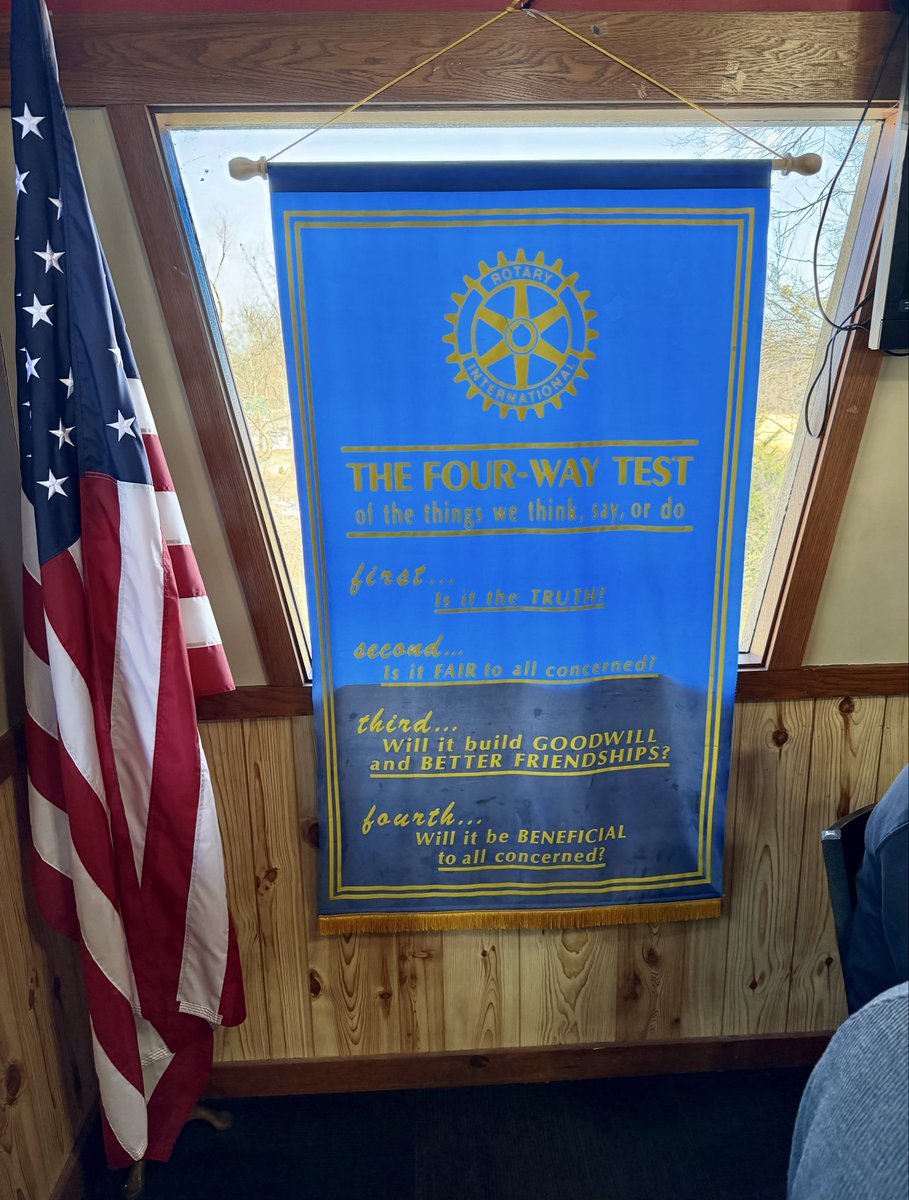 ROTARY
INTERNATIONAL
THE FOUR-WAY TEST
of the things we think, say, or do
first...
Is it the TRUTH?
second...
Is it FAIR to all concerned?
third...
Will it build GOODWILL
and BETTER FRIENDSHIPS?
fourth...
Will it be BENEFICIAL
to all concerned?